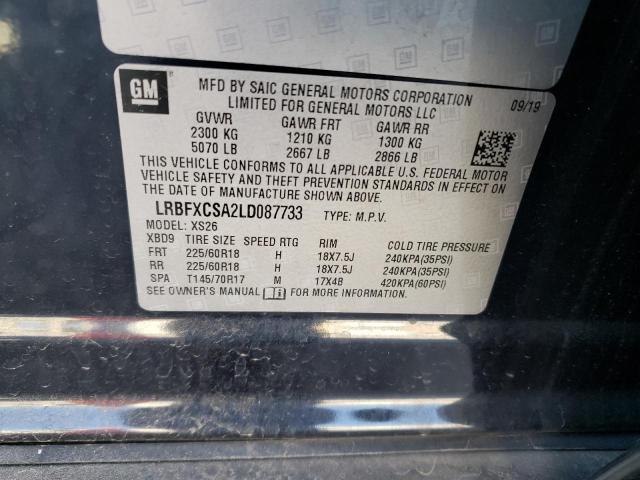 GM
MFD BY SAIC GENERAL MOTORS CORPORATION
LIMITED FOR GENERAL MOTORS LLC
09/19
GVWR GAWR FRT GAWR RR
2300 KG 1210 KG 1300 KG
5070 LB 2667 LB 2866 LB
THIS VEHICLE CONFORMS TO ALL APPLICABLE U.S. FEDERAL MOTOR
VEHICLE SAFETY AND THEFT PREVENTION STANDARDS IN EFFECT ON
THE DATE OF MANUFACTURE SHOWN ABOVE.
LRBFXCSA2LD087733 TYPE: M.P.V.
MODEL: XS26
XBD9 TIRE SIZE SPEED RTG RIM COLD TIRE PRESSURE
FRT 225/60R18 H 18X7.5J 240KPA(35PSI)
RR 225/60R18 H 18X7.5J 240KPA(35PSI)
SPA T145/70R17 M 17X4B 420KPA(60PSI)
SEE OWNER'S MANUAL FOR MORE INFORMATION.